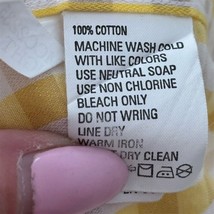 100% COTTON
MACHINE WASH COLD
WITH LIKE COLORS
USE NEUTRAL SOAP
USE NON CHLORINE
BLEACH ONLY
DO NOT WRING
LINE DRY
WARM IRON
DRY CLEAN